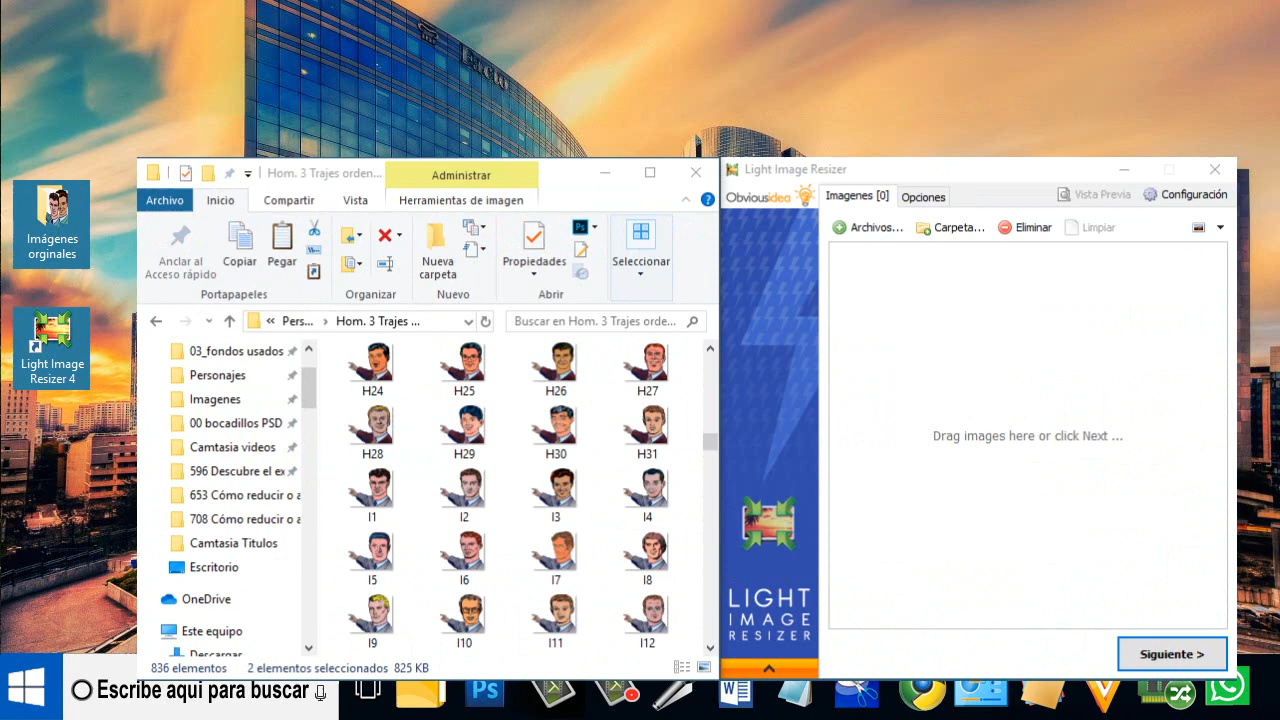 Imágenes
orginales
Light Image
Resizer 4
Hom. 3 Trajes orden...
Administrar
Archivo
Inicio
Compartir
Vista
Herramientas de imagen
Anclar al
Acceso rápido
Copiar
Pegar
Portapapeles
Organizar
Nueva
carpeta
Nuevo
Propiedades
Abrir
Seleccionar
Ps
« Pers... › Hom. 3 Trajes ...
Buscar en Hom. 3 Trajes orde...
03_fondos usados
Personajes
Imagenes
00 bocadillos PSD
Camtasia videos
596 Descubre el ex
653 Cómo reducir o a
708 Cómo reducir o a
Camtasia Titulos
Escritorio
OneDrive
Este equipo
Descargas
H24 H25 H26 H27
H28 H29 H30 H31
I1 I2 I3 I4
I5 I6 I7 I8
I9 I10 I11 I12
836 elementos 2 elementos seleccionados 825 KB
Light Image Resizer
Obviousidea
Imagenes [0]
Opciones
Vista Previa
Configuración
Archivos...
Carpeta...
Eliminar
Limpiar
Drag images here or click Next ...
LIGHT
IMAGE
RESIZER
Siguiente >
Escribe aqui para buscar
Ps
W